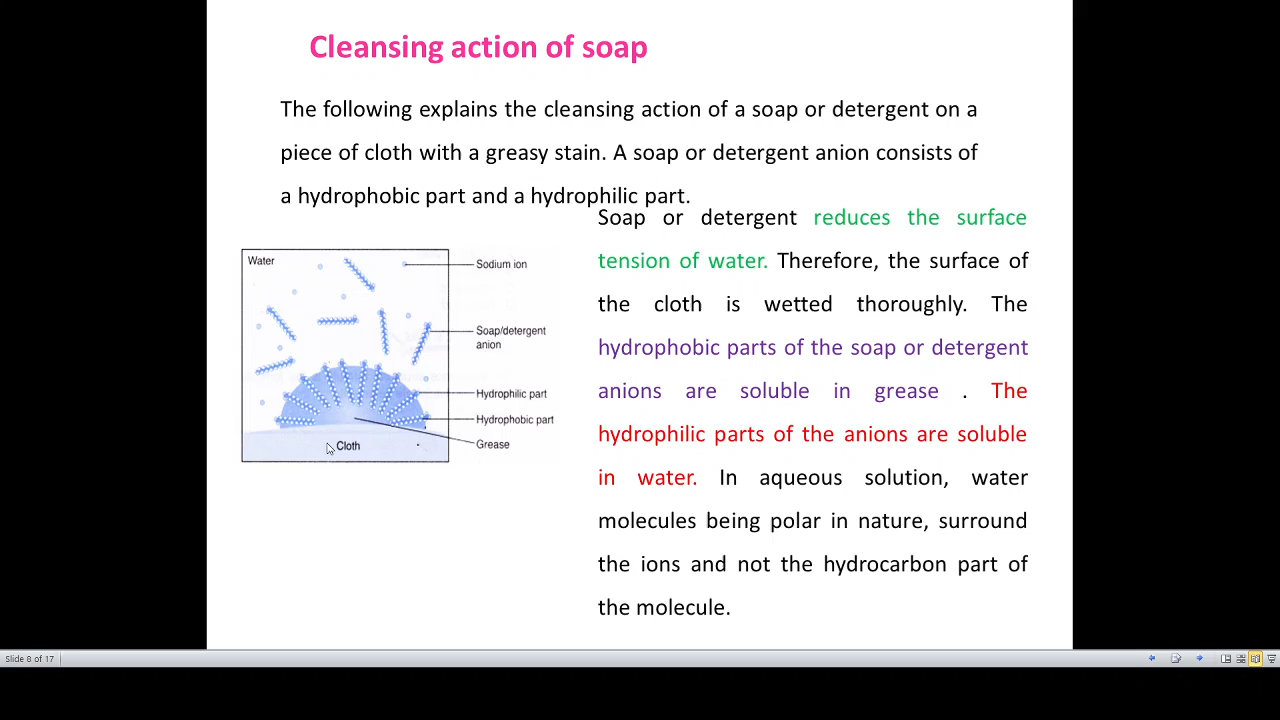 Cleansing action of soap
The following explains the cleansing action of a soap or detergent on a
piece of cloth with a greasy stain. A soap or detergent anion consists of
a hydrophobic part and a hydrophilic part.
Soap or detergent reduces the surface
tension of water. Therefore, the surface of
the cloth is wetted thoroughly. The
hydrophobic parts of the soap or detergent
anions are soluble in grease . The
hydrophilic parts of the anions are soluble
in water. In aqueous solution, water
molecules being polar in nature, surround
the ions and not the hydrocarbon part of
the molecule.
Water
Sodium ion
Soap/detergent
anion
Hydrophilic part
Hydrophobic part
Grease
Cloth
Slide 8 of 17